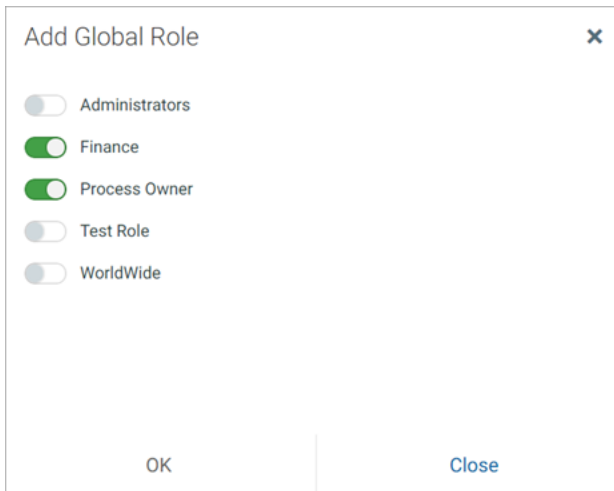 Add Global Role
Administrators
Finance
Process Owner
Test Role
WorldWide
OK
Close